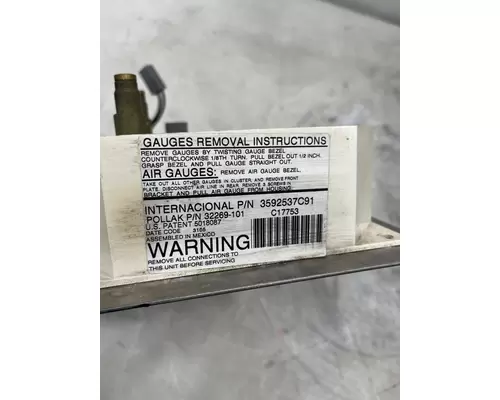 GAUGES REMOVAL INSTRUCTIONS
REMOVE GAUGES BY TWISTING GAUGE BEZEL
COUNTERCLOCKWISE 1/8TH TURN. PULL BEZEL OUT 1/2 INCH.
GRASP BEZEL AND PULL GAUGE STRAIGHT OUT.
AIR GAUGES: REMOVE AIR GAUGE BEZEL.
TAKE OUT ALL OTHER GAUGES IN CLUSTER, AND REMOVE FRONT
PLATE. DISCONNECT AIR LINE IN REAR. REMOVE 3 SCREWS IN
BRACKET AND PULL AIR GAUGE FROM HOUSING.
INTERNACIONAL P/N 3592537C91
POLLAK P/N 32269-101 C17753
U.S. PATENT 5018087
DATE CODE 3155
ASSEMBLED IN MEXICO
WARNING
REMOVE ALL CONNECTIONS TO
THIS UNIT BEFORE SERVICING